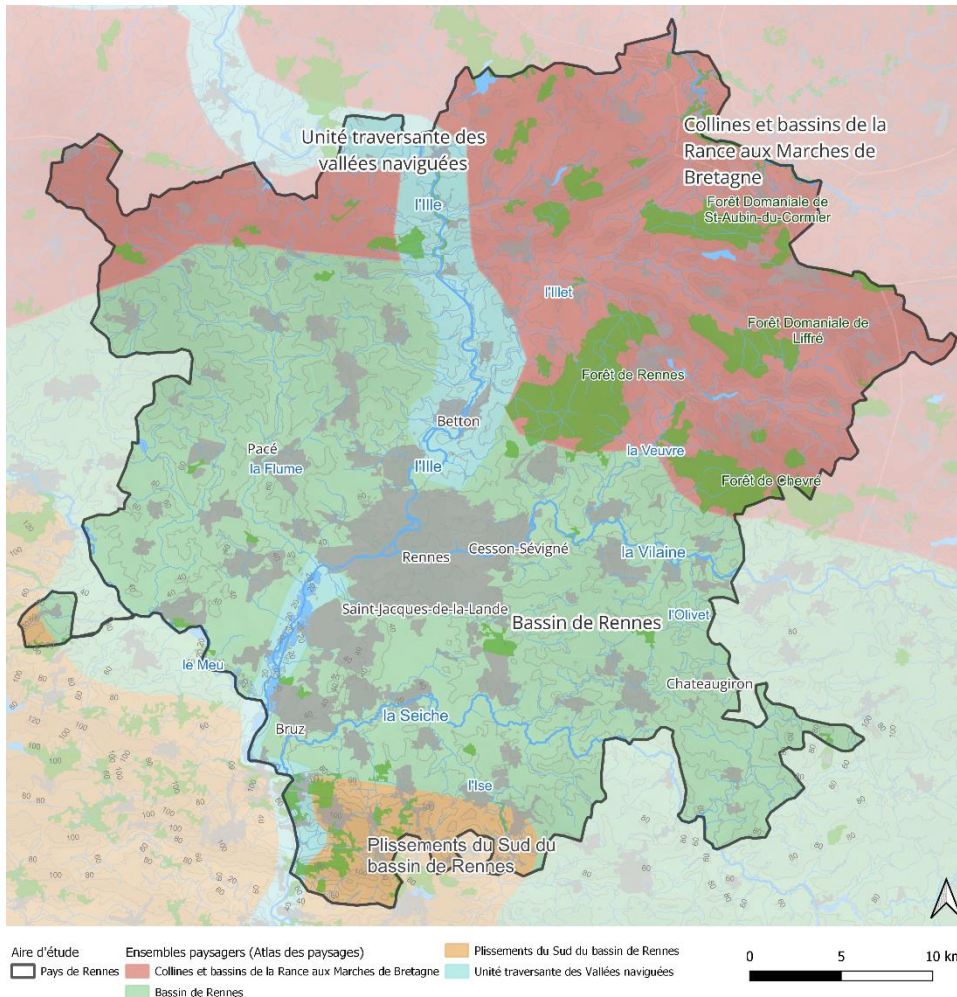 Unité traversante des
vallées naviguées
Collines et bassins de la
Rance aux Marches de
Bretagne
l'Ille
Forêt Domaniale de
St-Aubin-du-Cormier
l'Illet
Forêt Domaniale de
Liffré
Forêt de Rennes
Betton
Pacé
la Flume
l'Ille
la Veuvre
Forêt de Chevré
Rennes
Cesson-Sévigné
la Vilaine
Saint-Jacques-de-la-Lande
Bassin de Rennes
l'Olivet
le Meu
Chateaugiron
la Seiche
Bruz
l'Ise
Plissements du Sud du
bassin de Rennes
Aire d'étude
Pays de Rennes
Ensembles paysagers (Atlas des paysages)
Collines et bassins de la Rance aux Marches de Bretagne
Bassin de Rennes
Plissements du Sud du bassin de Rennes
Unité traversante des Vallées naviguées
0 5 10 km